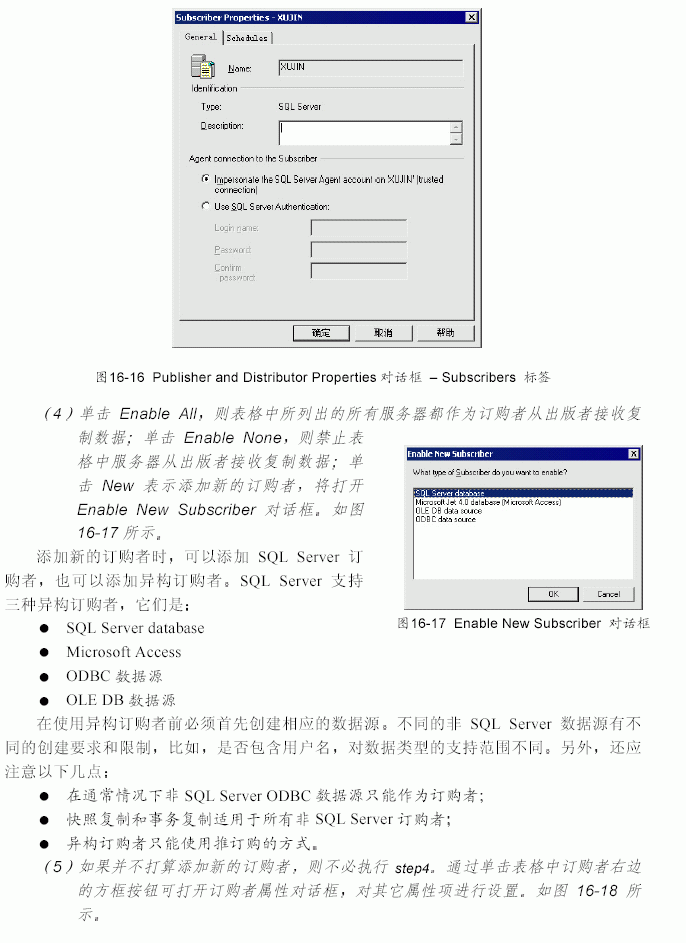 Subscriber Properties - XUJIN
General
Schedules
Name:
XUJIN
Identification
Type:
SQL Server
Description:
Agent connection to the Subscriber
Impersonate the SQL Server Agent account on 'XUJIN' (trusted
connection)
Use SQL Server Authentication:
Login name:
Password:
Confirm
password:
确定
取消
帮助
图16-16 Publisher and Distributor Properties 对话框 – Subscribers 标签
（4）单击 Enable All，则表格中所列出的所有服务器都作为订购者从出版者接收复
制数据；单击 Enable None，则禁止表
格中服务器从出版者接收复制数据；单
击 New 表示添加新的订购者，将打开
Enable New Subscriber 对话框。如图
16-17 所示。
Enable New Subscriber
What type of Subscriber do you want to enable?
SQL Server database
Microsoft Jet 4.0 database (Microsoft Access)
OLE DB data source
ODBC data source
OK
Cancel
图16-17 Enable New Subscriber 对话框
添加新的订购者时，可以添加 SQL Server 订
购者，也可以添加异构订购者。SQL Server 支持
三种异构订购者，它们是：
● SQL Server database
● Microsoft Access
● ODBC 数据源
● OLE DB 数据源
在使用异构订购者前必须首先创建相应的数据源。不同的非 SQL Server 数据源有不
同的创建要求和限制，比如，是否包含用户名，对数据类型的支持范围不同。另外，还应
注意以下几点：
● 在通常情况下非 SQL Server ODBC 数据源只能作为订购者；
● 快照复制和事务复制适用于所有非 SQL Server 订购者；
● 异构订购者只能使用推订购的方式。
（5）如果并不打算添加新的订购者，则不必执行 step4。通过单击表格中订购者右边
的方框按钮可打开订购者属性对话框，对其它属性项进行设置。如图 16-18 所
示。